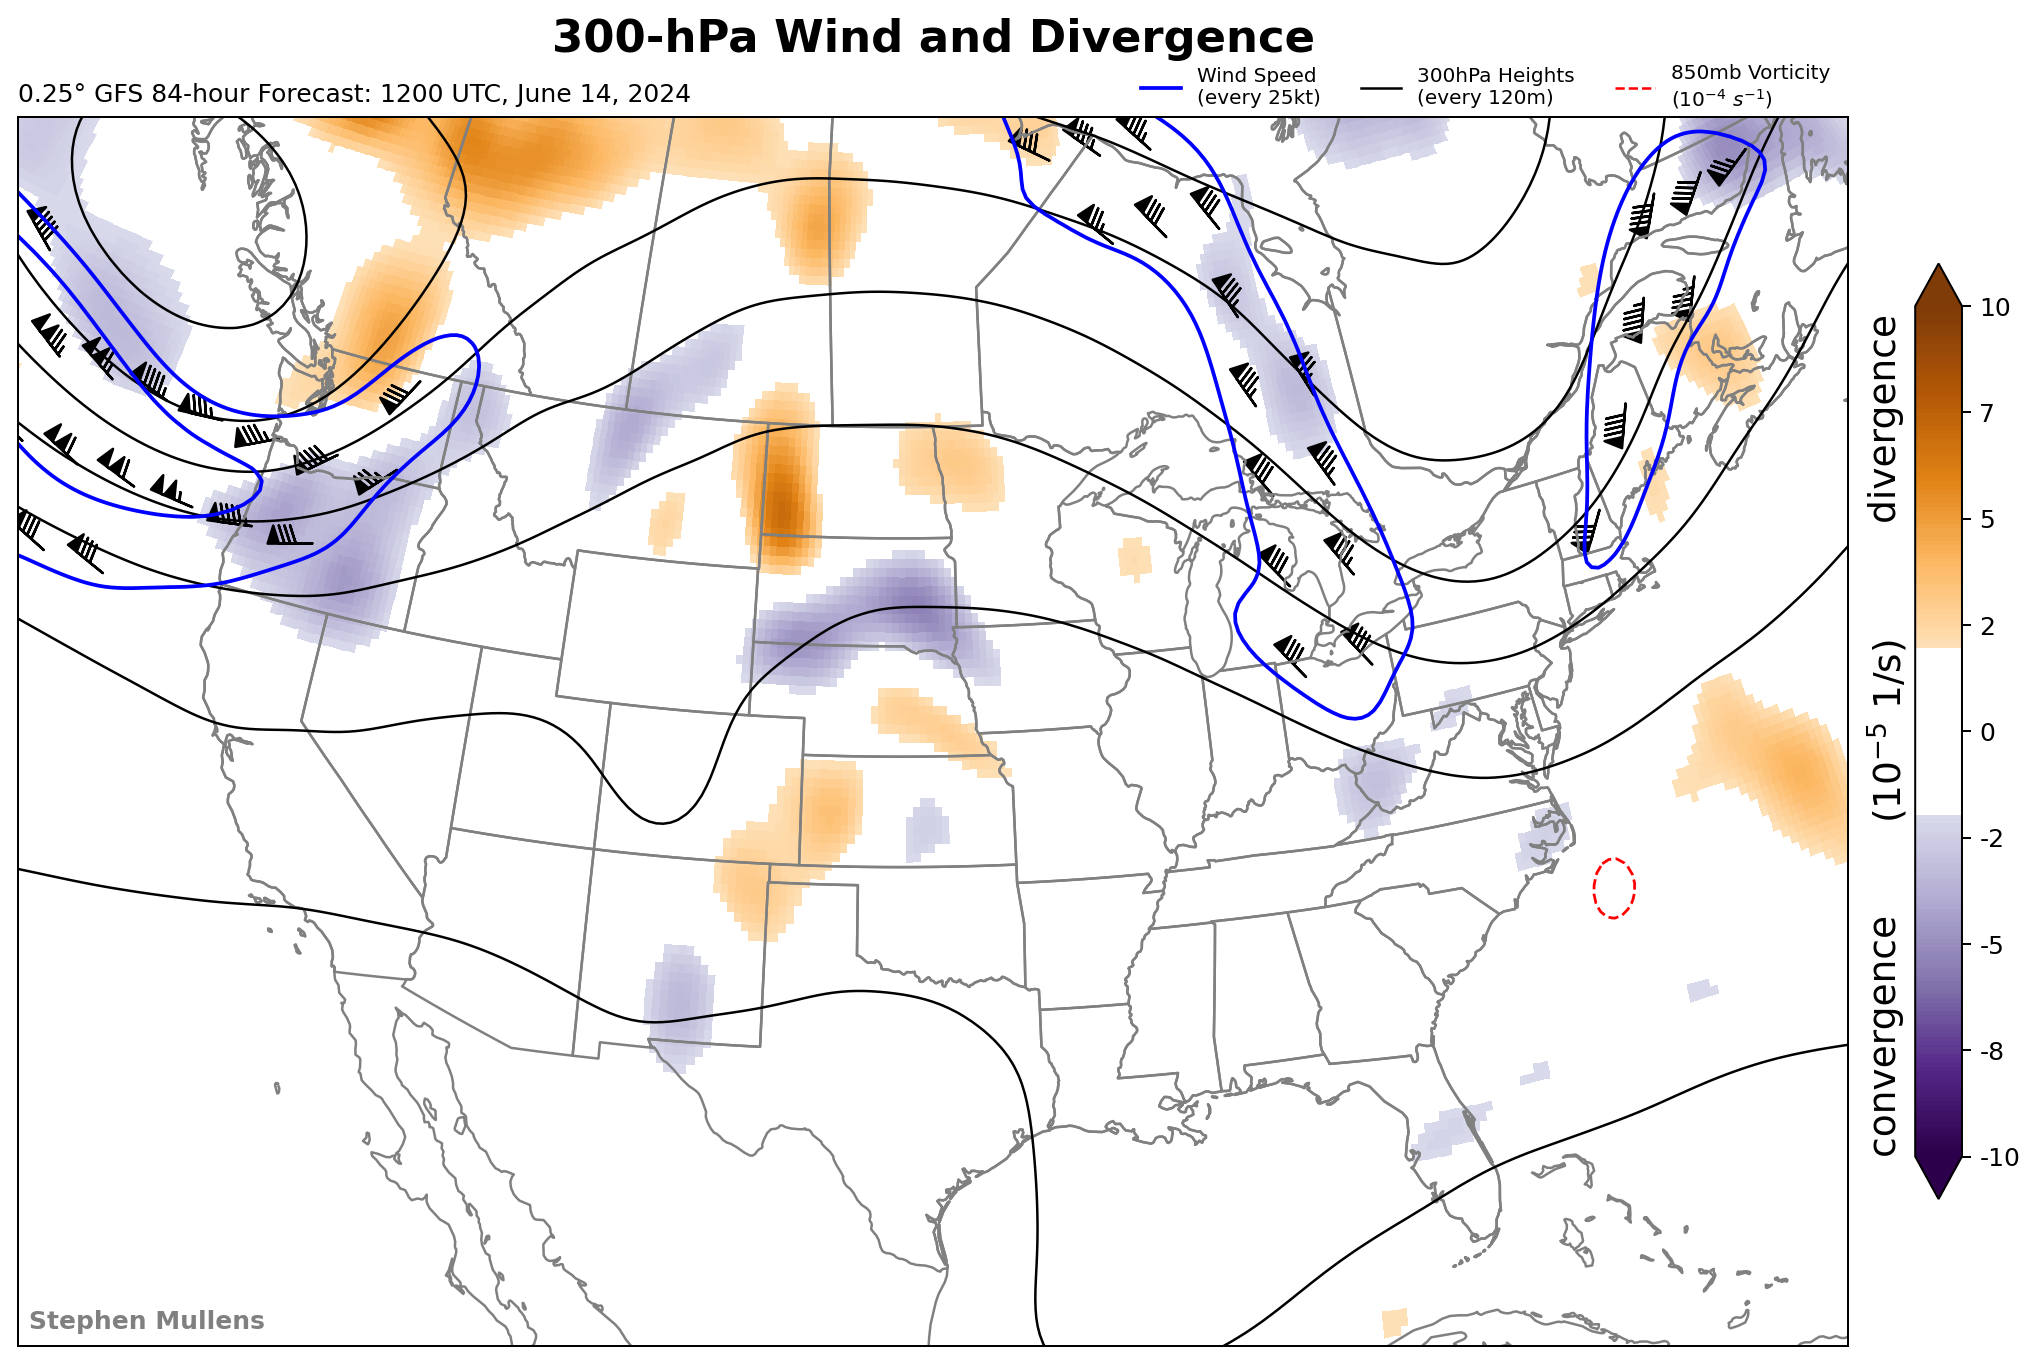 300-hPa Wind and Divergence
0.25° GFS 84-hour Forecast: 1200 UTC, June 14, 2024
Wind Speed
(every 25kt)
300hPa Heights
(every 120m)
850mb Vorticity
(10⁻⁴ s⁻¹)
10
7
5
2
0
-2
-5
-8
-10
convergence (10⁻⁵ 1/s) divergence
Stephen Mullens